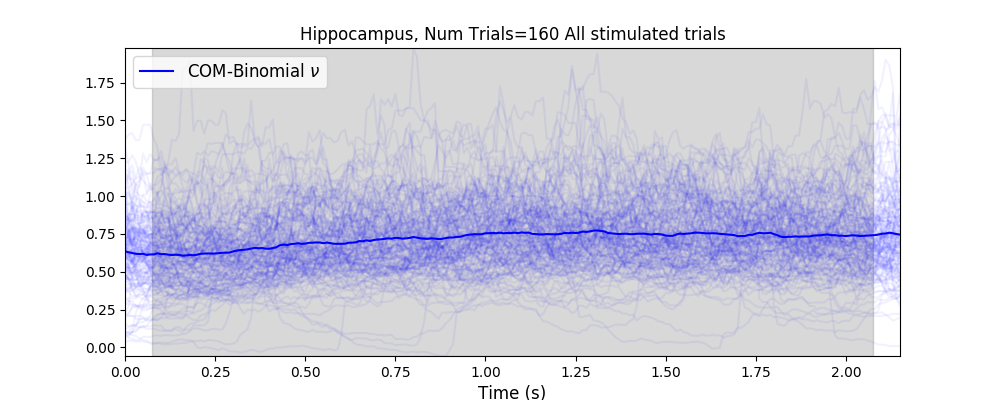 Hippocampus, Num Trials=160 All stimulated trials
COM-Binomial ν
1.75
1.50
1.25
1.00
0.75
0.50
0.25
0.00
0.00 0.25 0.50 0.75 1.00 1.25 1.50 1.75 2.00
Time (s)